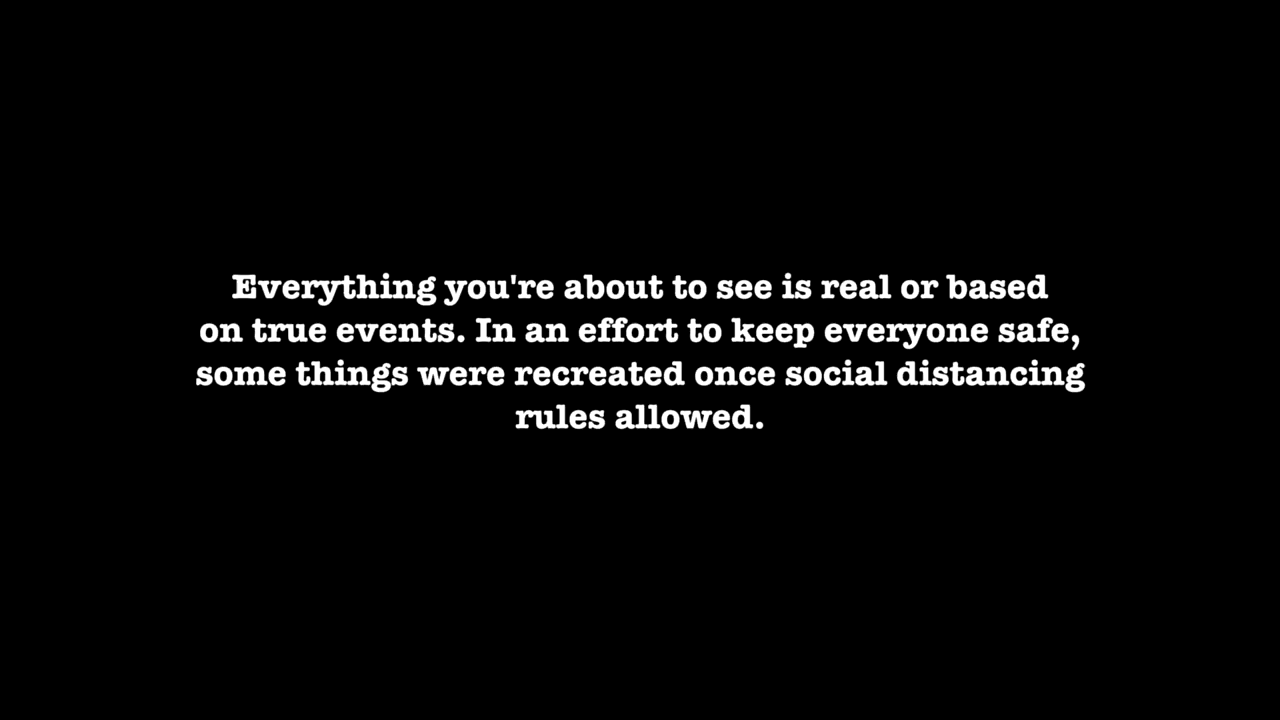 Everything you're about to see is real or based
on true events. In an effort to keep everyone safe,
some things were recreated once social distancing
rules allowed.